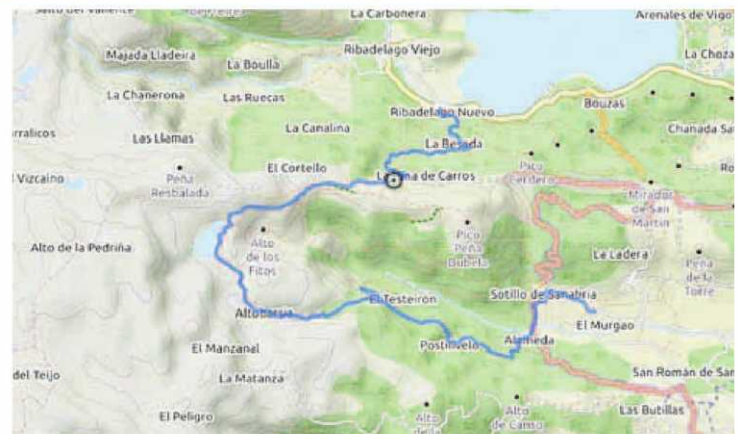 La Carbonera
Arenales de Vigo
Ribadelago Viejo
Majada Lladeira
La Boulla
La Choza
La Chanerona
Las Ruecas
Ribadelago Nuevo
Bouzas
La Canalina
Las Llamas
La Besada
Chanada
El Cortello
de Carros
Pico
Vizcaino
Peña
Resbalada
Mirador
de San
Martín
Pico
Peña
Alto
de los
Fitos
Alto de la Pedriña
La Ladera
Peña
de la
Torre
Sotillo de Sanabria
El Testeirón
El Murgao
El Manzanal
Alameda
del Teijo
La Matanza
San Román de
El Peligro
Alto
Alto
Las Butillas